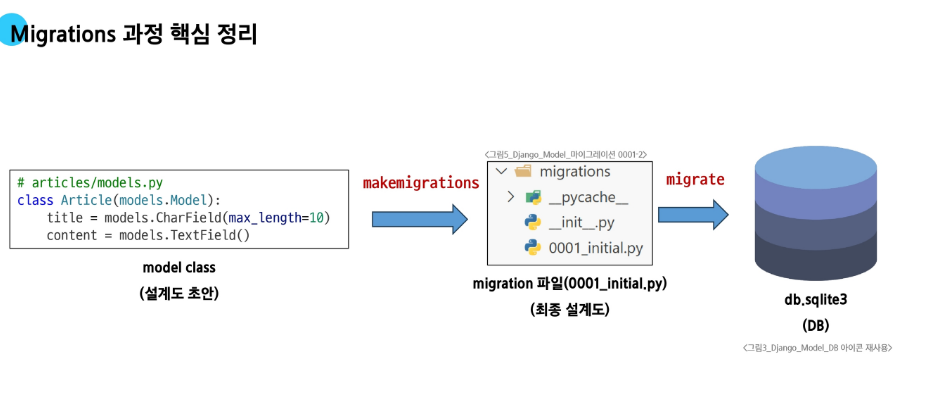 Migrations 과정 핵심 정리
# articles/models.py
class Article(models.Model):
    title = models.CharField(max_length=10)
    content = models.TextField()
model class
(설계도 초안)
makemigrations
<그림5_Django_Model_마이그레이션 0001-2>
migrations
__pycache__
__init__.py
0001_initial.py
migration 파일(0001_initial.py)
(최종 설계도)
migrate
db.sqlite3
(DB)
<그림3_Django_Model_DB 아이콘 재사용>